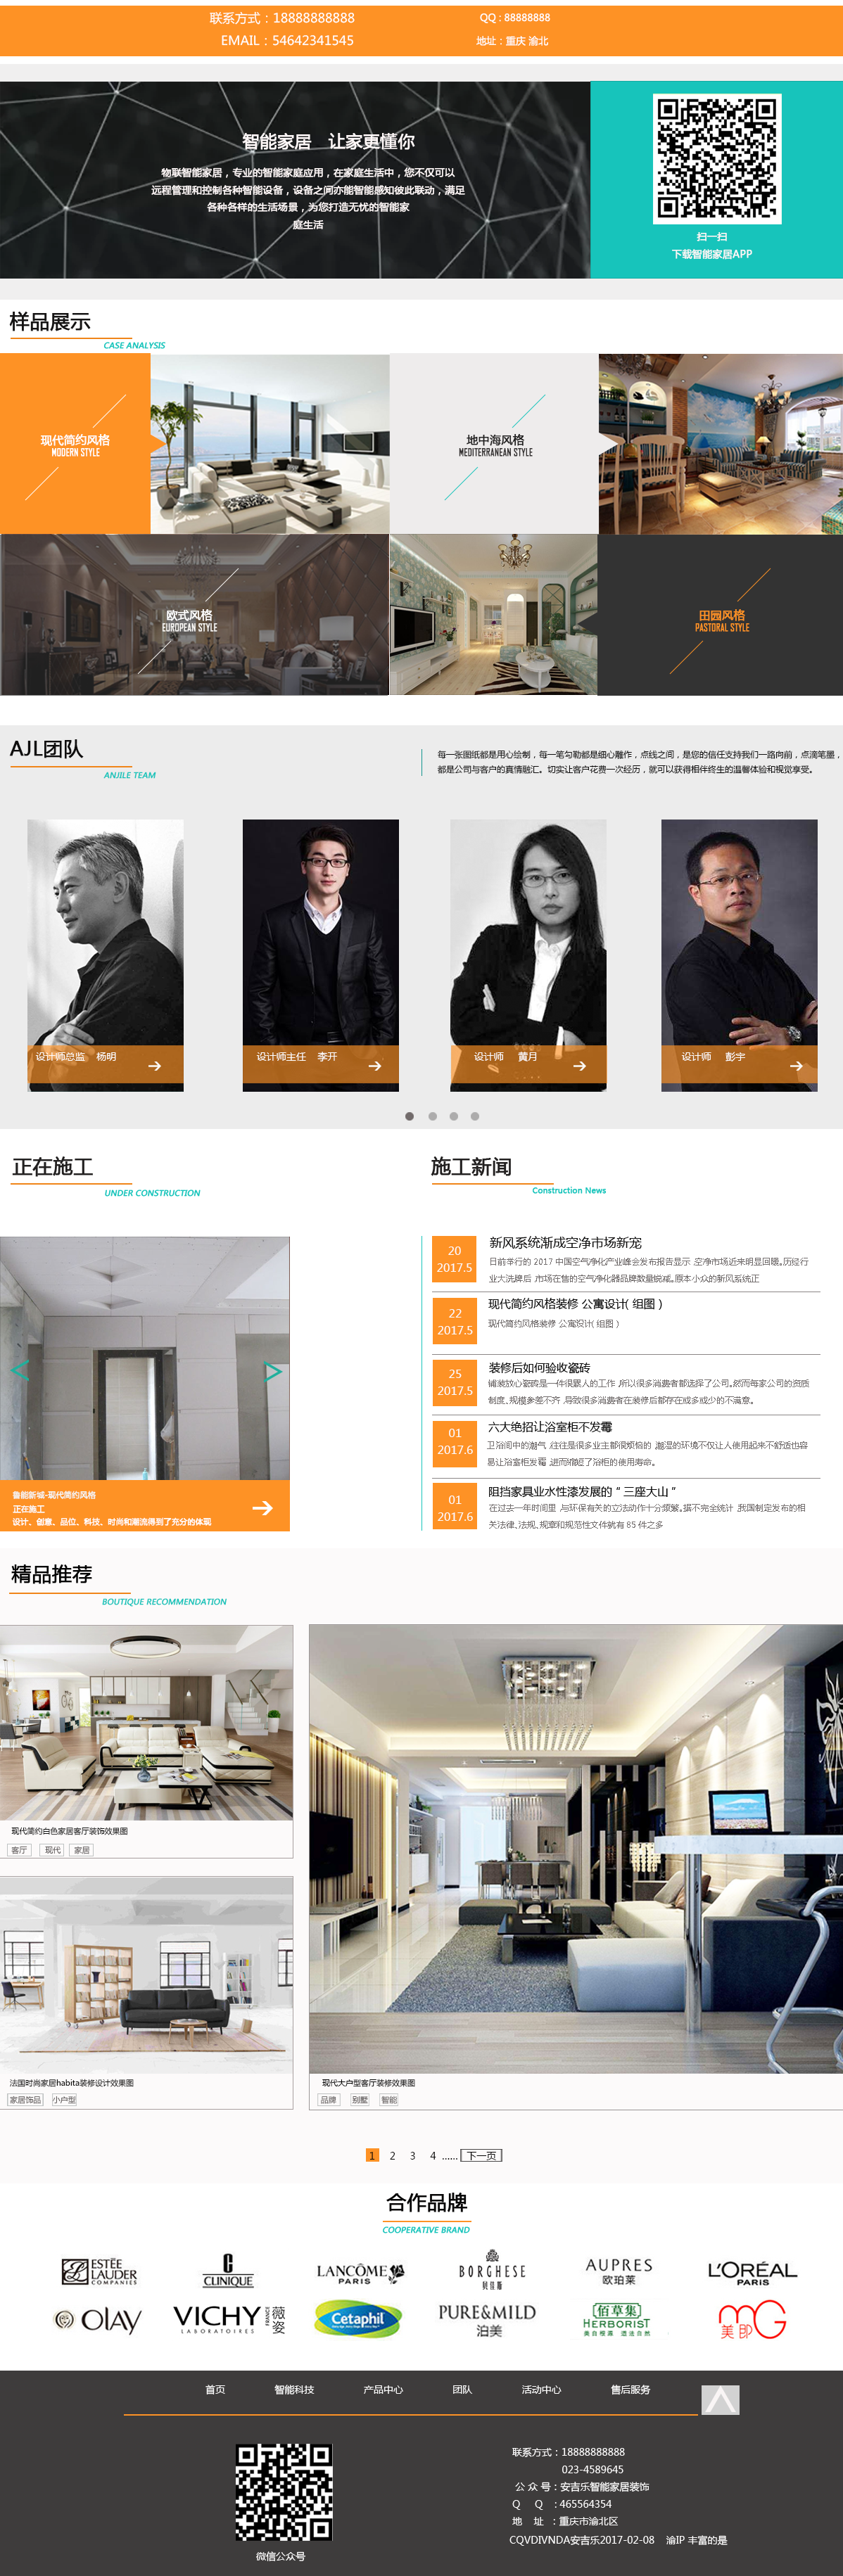 联系方式：18888888888
QQ : 88888888
EMAIL：54642341545
地址：重庆 渝北
智能家居 让家更懂你
物联智能家居，专业的智能家庭应用，在家庭生活中，您不仅可以
远程管理和控制各种智能设备，设备之间亦能智能感知彼此联动，满足
各种各样的生活场景，为您打造无忧的智能家
庭生活
扫一扫
下载智能家居APP
样品展示
CASE ANALYSIS
现代简约风格
MODERN STYLE
地中海风格
MEDITERRANEAN STYLE
欧式风格
EUROPEAN STYLE
田园风格
PASTORAL STYLE
AJL团队
ANJILE TEAM
每一张图纸都是用心绘制，每一笔勾勒都是细心雕作，点线之间，是您的信任支持我们一路向前，点滴笔墨，
都是公司与客户的真情融汇。切实让客户花费一次经历，就可以获得相伴终生的温馨体验和视觉享受。
设计师总监 杨明
设计师主任 李开
设计师 黄月
设计师 彭宇
正在施工
UNDER CONSTRUCTION
鲁能新城-现代简约风格
正在施工
设计、创意、品位、科技、时尚和潮流得到了充分的体现
施工新闻
Construction News
20
2017.5
新风系统渐成空净市场新宠
日前举行的 2017 中国空气净化产业峰会发布报告显示 ,空净市场近来明显回暖。历经行
业大洗牌后 ,市场在售的空气净化器品牌数量锐减。原本小众的新风系统正
22
2017.5
现代简约风格装修 公寓设计( 组图 )
现代简约风格装修 公寓设计( 组图 )
25
2017.5
装修后如何验收瓷砖
铺装放心瓷砖是一件很累人的工作 ,所以很多消费者都选择了公司。然而每家公司的资质
制度、规模参差不齐 ,导致很多消费者在装修后都存在或多或少的不满意。
01
2017.6
六大绝招让浴室柜不发霉
卫浴间中的潮气 ,往往是很多业主都很烦恼的 ,潮湿的环境不仅让人使用起来不舒适也容
易让浴室柜发霉 ,进而缩短了浴柜的使用寿命。
01
2017.6
阻挡家具业水性漆发展的 “ 三座大山 ”
在过去一年时间里 ,与环保有关的立法动作十分频繁。据不完全统计 ,我国制定发布的相
关法律、法规、规章和规范性文件就有 85 件之多
精品推荐
BOUTIQUE RECOMMENDATION
现代简约白色家居客厅装饰效果图
客厅 现代 家居
法国时尚家居habita装修设计效果图
家居饰品 小户型
现代大户型客厅装修效果图
品牌 别墅 智能
1 2 3 4 …… 下一页
合作品牌
COOPERATIVE BRAND
ESTÉE LAUDER COMPANIES
CLINIQUE
LANCÔME PARIS
BORGHESE
贝佳斯
AUPRES
欧珀莱
L'ORÉAL PARIS
OLAY
VICHY LABORATOIRES FRANCE 薇姿
Cetaphil
PURE&MILD
泊美
佰草集
HERBORIST
美自根源 道法自然
美即 MG
首页 智能科技 产品中心 团队 活动中心 售后服务
微信公众号
联系方式：18888888888
023-4589645
公 众 号：安吉乐智能家居装饰
Q Q : 465564354
地 址 ：重庆市渝北区
CQVDIVNDA安吉乐2017-02-08 渝IP 丰富的是